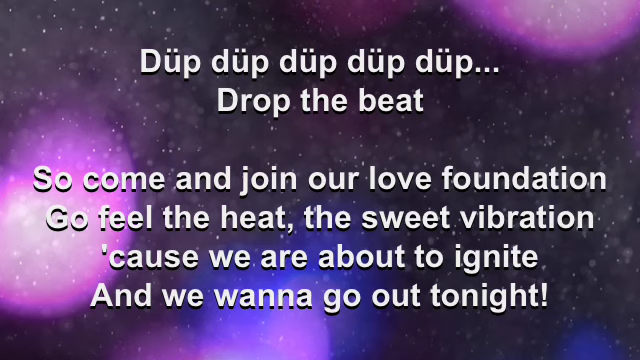 Düp düp düp düp düp...
Drop the beat
So come and join our love foundation
Go feel the heat, the sweet vibration
'cause we are about to ignite
And we wanna go out tonight!